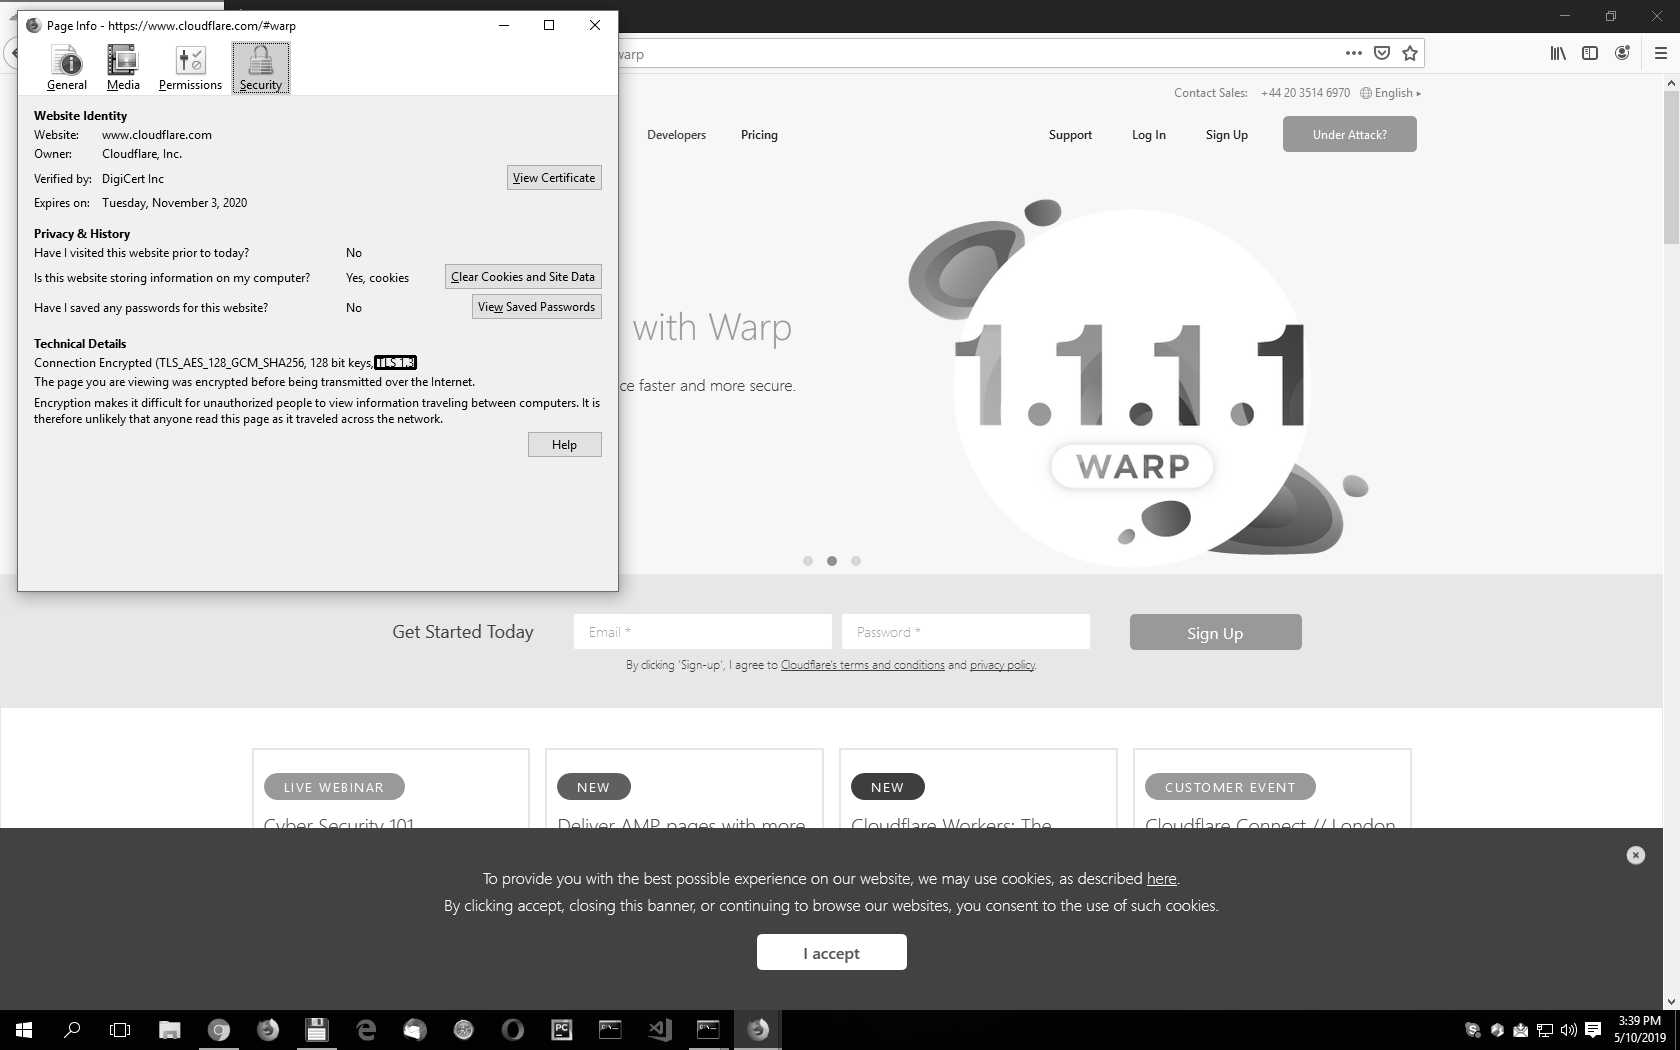 Page Info - https://www.cloudflare.com/#warp
General Media Permissions Security
Website Identity
Website: www.cloudflare.com
Owner: Cloudflare, Inc.
Verified by: DigiCert Inc
View Certificate
Expires on: Tuesday, November 3, 2020
Privacy & History
Have I visited this website prior to today? No
Is this website storing information on my computer? Yes, cookies
Clear Cookies and Site Data
Have I saved any passwords for this website? No
View Saved Passwords
Technical Details
Connection Encrypted (TLS_AES_128_GCM_SHA256, 128 bit keys, TLS 1.3
The page you are viewing was encrypted before being transmitted over the Internet.
Encryption makes it difficult for unauthorized people to view information traveling between computers. It is
therefore unlikely that anyone read this page as it traveled across the network.
Help
warp
Contact Sales: +44 20 3514 6970 English ▸
Developers Pricing Support Log In Sign Up Under Attack?
with Warp
ce faster and more secure.
1.1.1.1
WARP
Get Started Today Email * Password * Sign Up
By clicking 'Sign-up', I agree to Cloudflare's terms and conditions and privacy policy.
LIVE WEBINAR
Cyber Security 101
NEW
Deliver AMP pages with more
NEW
Cloudflare Workers: The
CUSTOMER EVENT
Cloudflare Connect // London
To provide you with the best possible experience on our website, we may use cookies, as described here.
By clicking accept, closing this banner, or continuing to browse our websites, you consent to the use of such cookies.
I accept
PC
3:39 PM
5/10/2019